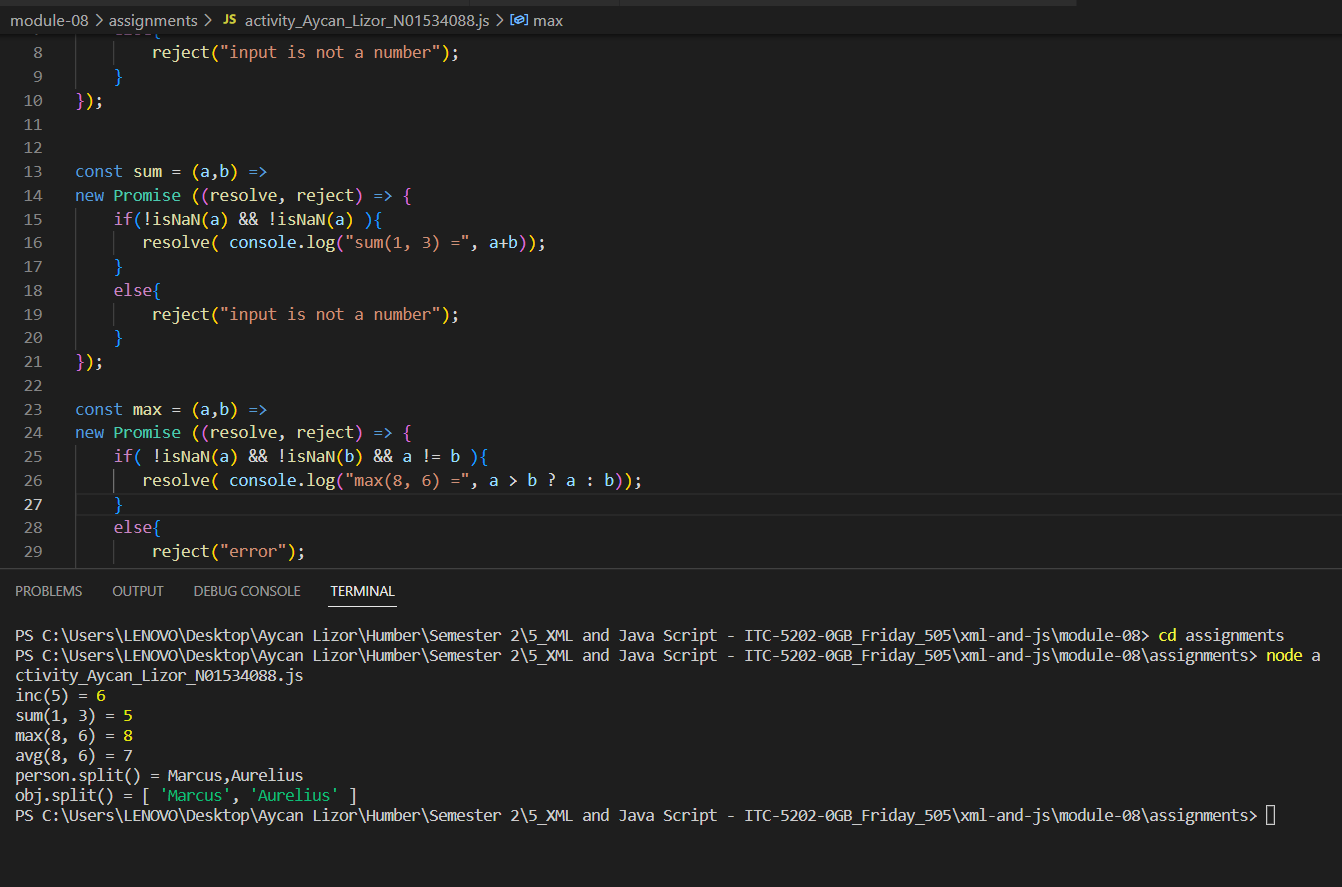 module-08 > assignments > JS activity_Aycan_Lizor_N01534088.js > max
8 reject("input is not a number");
9 }
10 });
11
12
13 const sum = (a,b) =>
14 new Promise ((resolve, reject) => {
15 if(!isNaN(a) && !isNaN(a) ){
16 resolve( console.log("sum(1, 3) =", a+b));
17 }
18 else{
19 reject("input is not a number");
20 }
21 });
22
23 const max = (a,b) =>
24 new Promise ((resolve, reject) => {
25 if( !isNaN(a) && !isNaN(b) && a != b ){
26 resolve( console.log("max(8, 6) =", a > b ? a : b));
27 }
28 else{
29 reject("error");
PROBLEMS OUTPUT DEBUG CONSOLE TERMINAL
PS C:\Users\LENOVO\Desktop\Aycan Lizor\Humber\Semester 2\5_XML and Java Script - ITC-5202-0GB_Friday_505\xml-and-js\module-08> cd assignments
PS C:\Users\LENOVO\Desktop\Aycan Lizor\Humber\Semester 2\5_XML and Java Script - ITC-5202-0GB_Friday_505\xml-and-js\module-08\assignments> node a
ctivity_Aycan_Lizor_N01534088.js
inc(5) = 6
sum(1, 3) = 5
max(8, 6) = 8
avg(8, 6) = 7
person.split() = Marcus,Aurelius
obj.split() = [ 'Marcus', 'Aurelius' ]
PS C:\Users\LENOVO\Desktop\Aycan Lizor\Humber\Semester 2\5_XML and Java Script - ITC-5202-0GB_Friday_505\xml-and-js\module-08\assignments>